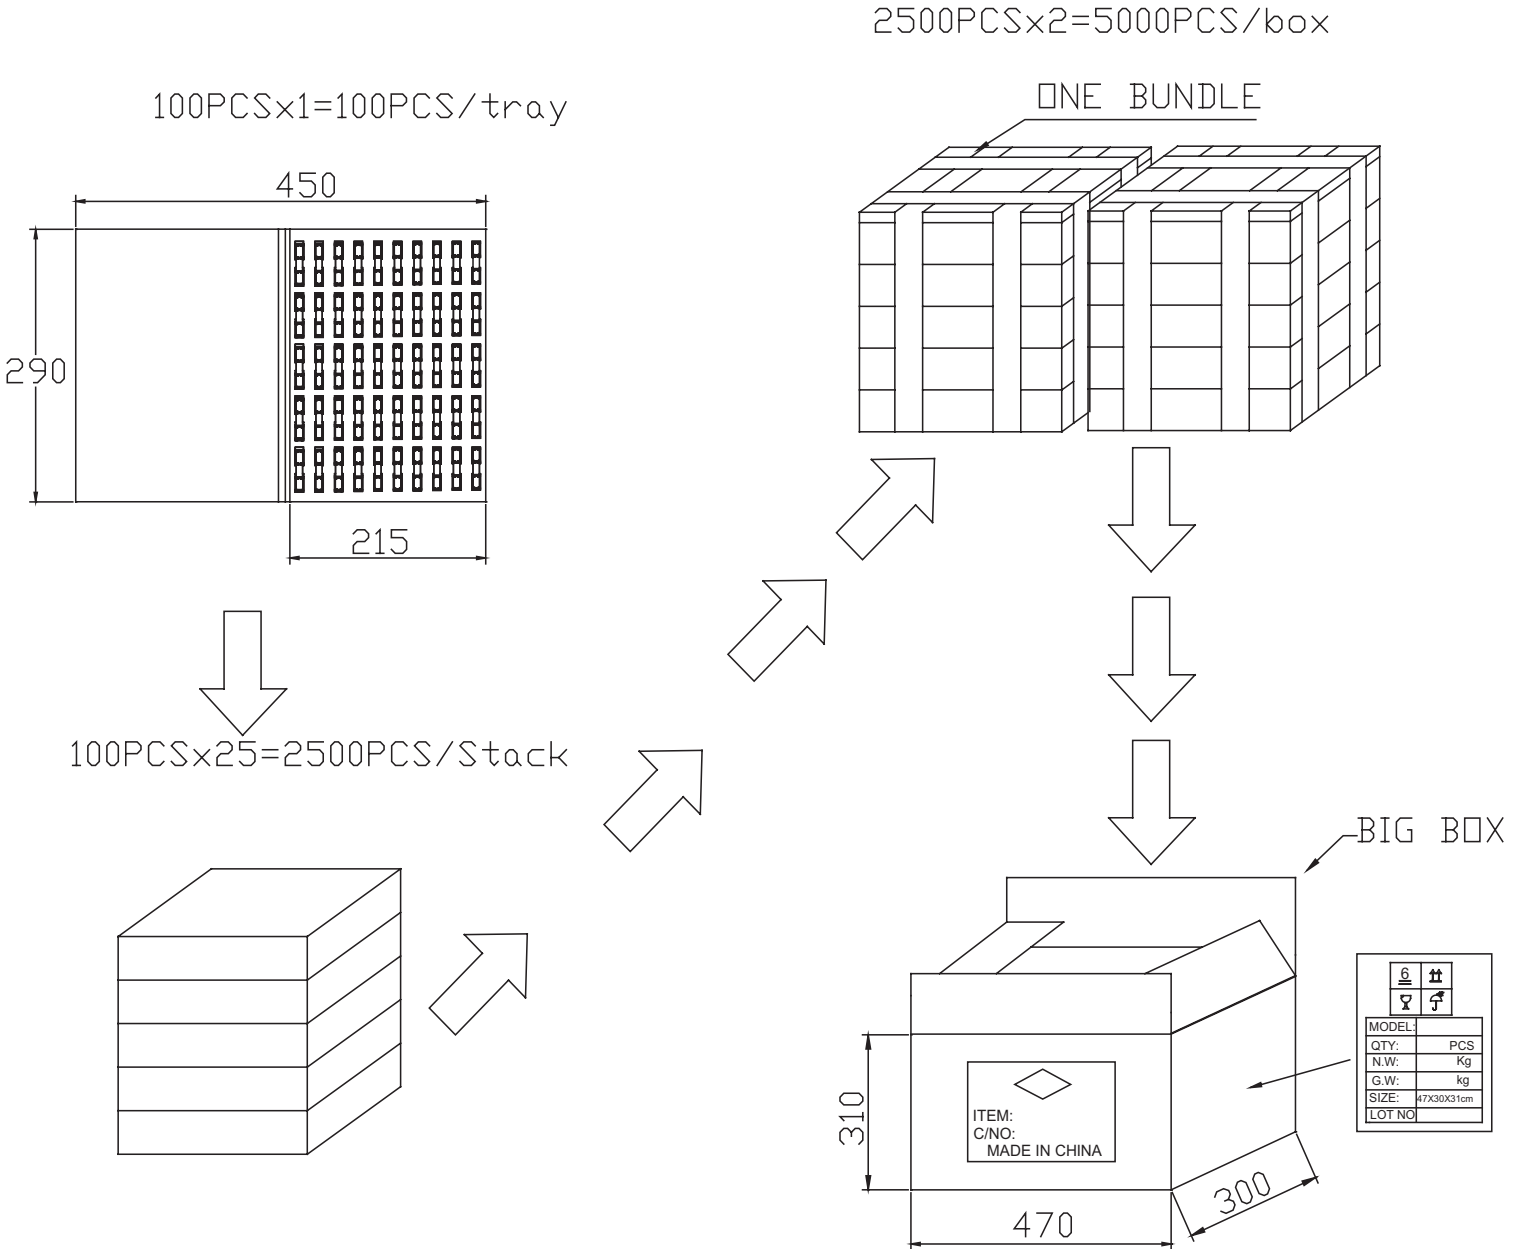 2500PCSx2=5000PCS/box
100PCSx1=100PCS/tray
ONE BUNDLE
450
290
215
100PCSx25=2500PCS/Stack
BIG BOX
6
MODEL:
QTY: PCS
N.W: Kg
G.W: kg
SIZE: 47X30X31cm
LOT NO
310
ITEM:
C/NO:
MADE IN CHINA
300
470